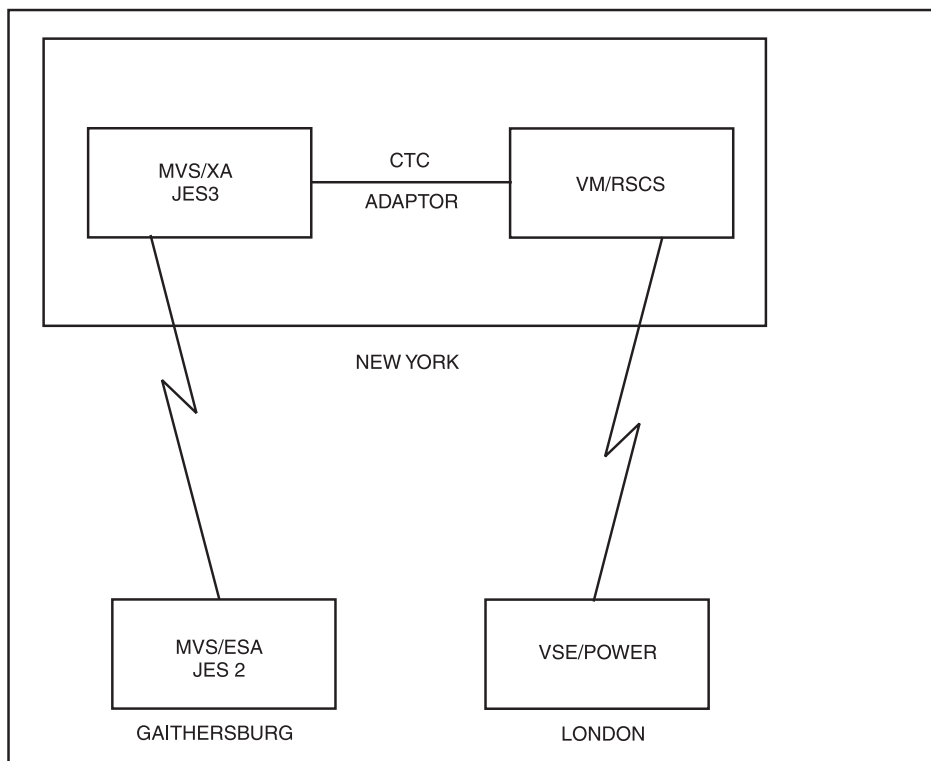 MVS/XA
JES3
CTC
ADAPTOR
VM/RSCS
NEW YORK
MVS/ESA
JES 2
GAITHERSBURG
VSE/POWER
LONDON